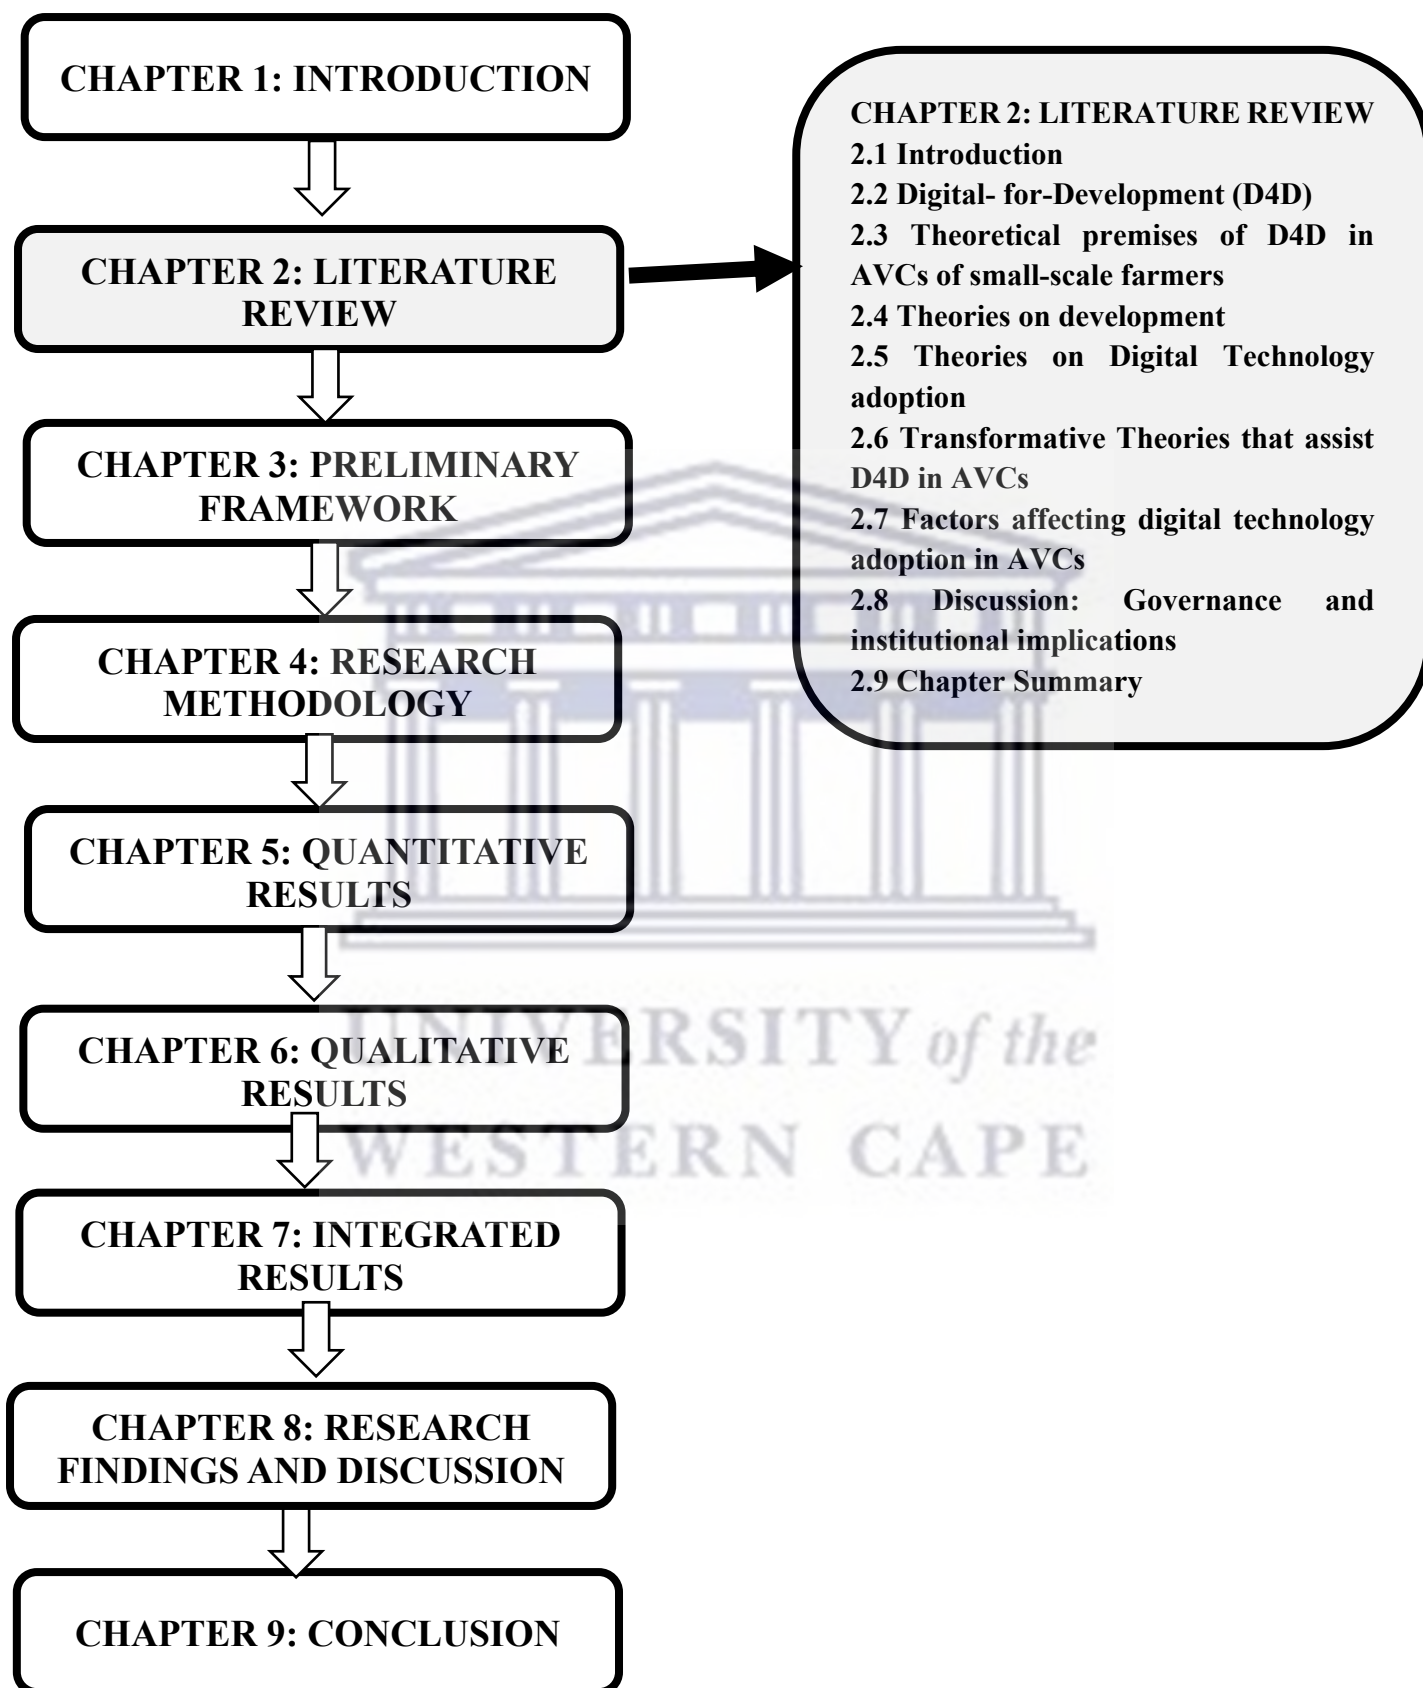 CHAPTER 1: INTRODUCTION
CHAPTER 2: LITERATURE
REVIEW
CHAPTER 3: PRELIMINARY
FRAMEWORK
CHAPTER 4: RESEARCH
METHODOLOGY
CHAPTER 5: QUANTITATIVE
RESULTS
CHAPTER 6: QUALITATIVE
RESULTS
CHAPTER 7: INTEGRATED
RESULTS
CHAPTER 8: RESEARCH
FINDINGS AND DISCUSSION
CHAPTER 9: CONCLUSION
CHAPTER 2: LITERATURE REVIEW
2.1 Introduction
2.2 Digital- for-Development (D4D)
2.3 Theoretical premises of D4D in
AVCs of small-scale farmers
2.4 Theories on development
2.5 Theories on Digital Technology
adoption
2.6 Transformative Theories that assist
D4D in AVCs
2.7 Factors affecting digital technology
adoption in AVCs
2.8 Discussion: Governance and
institutional implications
2.9 Chapter Summary
UNIVERSITY of the
WESTERN CAPE